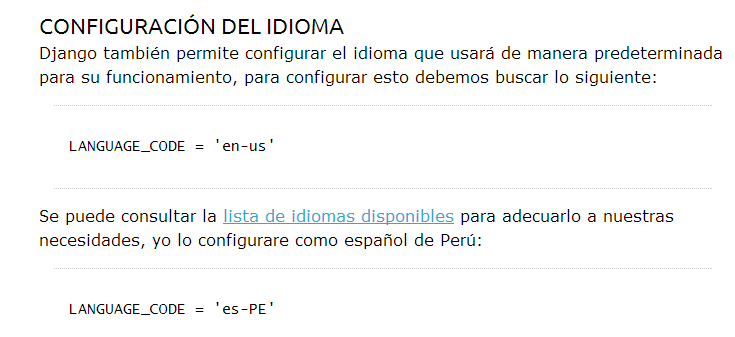 CONFIGURACIÓN DEL IDIOMA
Django también permite configurar el idioma que usará de manera predeterminada
para su funcionamiento, para configurar esto debemos buscar lo siguiente:
LANGUAGE_CODE = 'en-us'
Se puede consultar la lista de idiomas disponibles para adecuarlo a nuestras
necesidades, yo lo configurare como español de Perú:
LANGUAGE_CODE = 'es-PE'